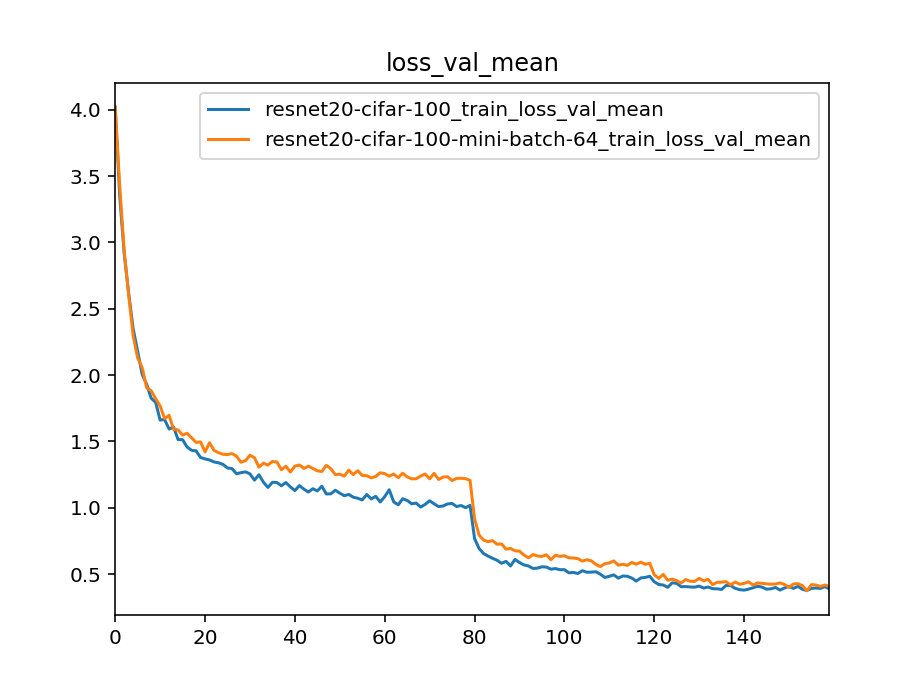 loss_val_mean
resnet20-cifar-100_train_loss_val_mean
resnet20-cifar-100-mini-batch-64_train_loss_val_mean
4.0
3.5
3.0
2.5
2.0
1.5
1.0
0.5
0 20 40 60 80 100 120 140